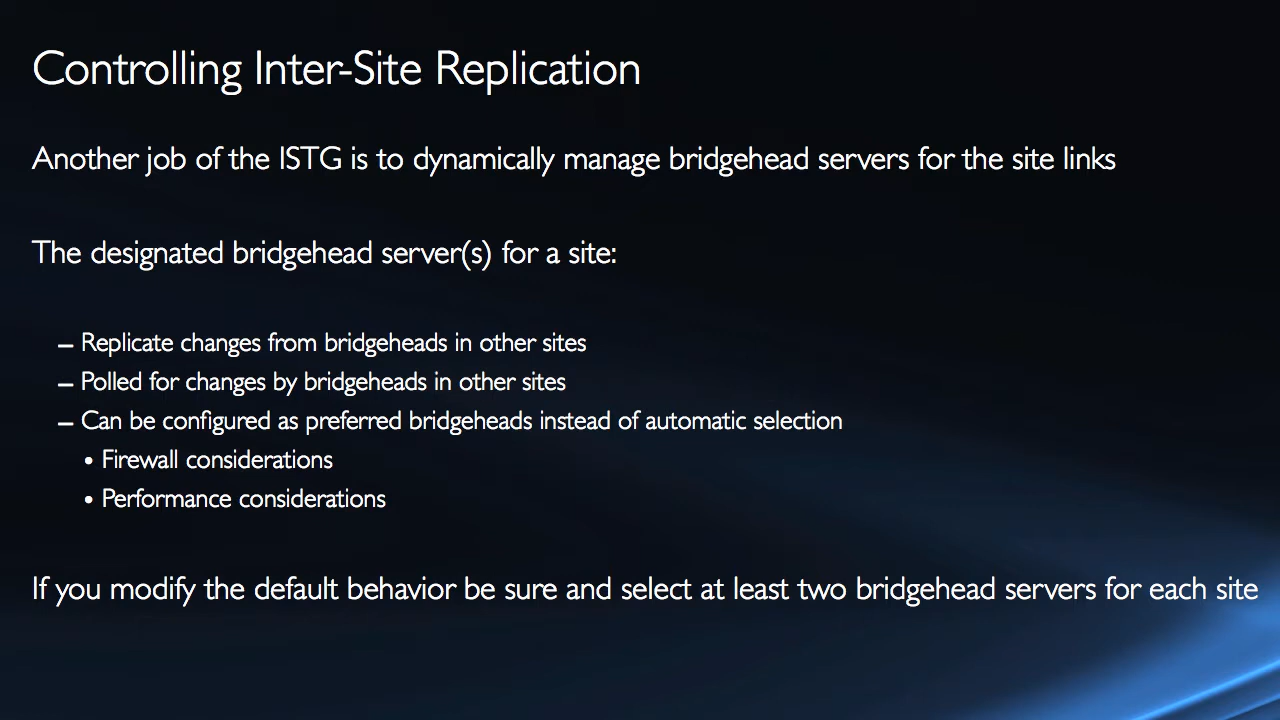 Controlling Inter-Site Replication
Another job of the ISTG is to dynamically manage bridgehead servers for the site links
The designated bridgehead server(s) for a site:
– Replicate changes from bridgeheads in other sites
– Polled for changes by bridgeheads in other sites
– Can be configured as preferred bridgeheads instead of automatic selection
• Firewall considerations
• Performance considerations
If you modify the default behavior be sure and select at least two bridgehead servers for each site